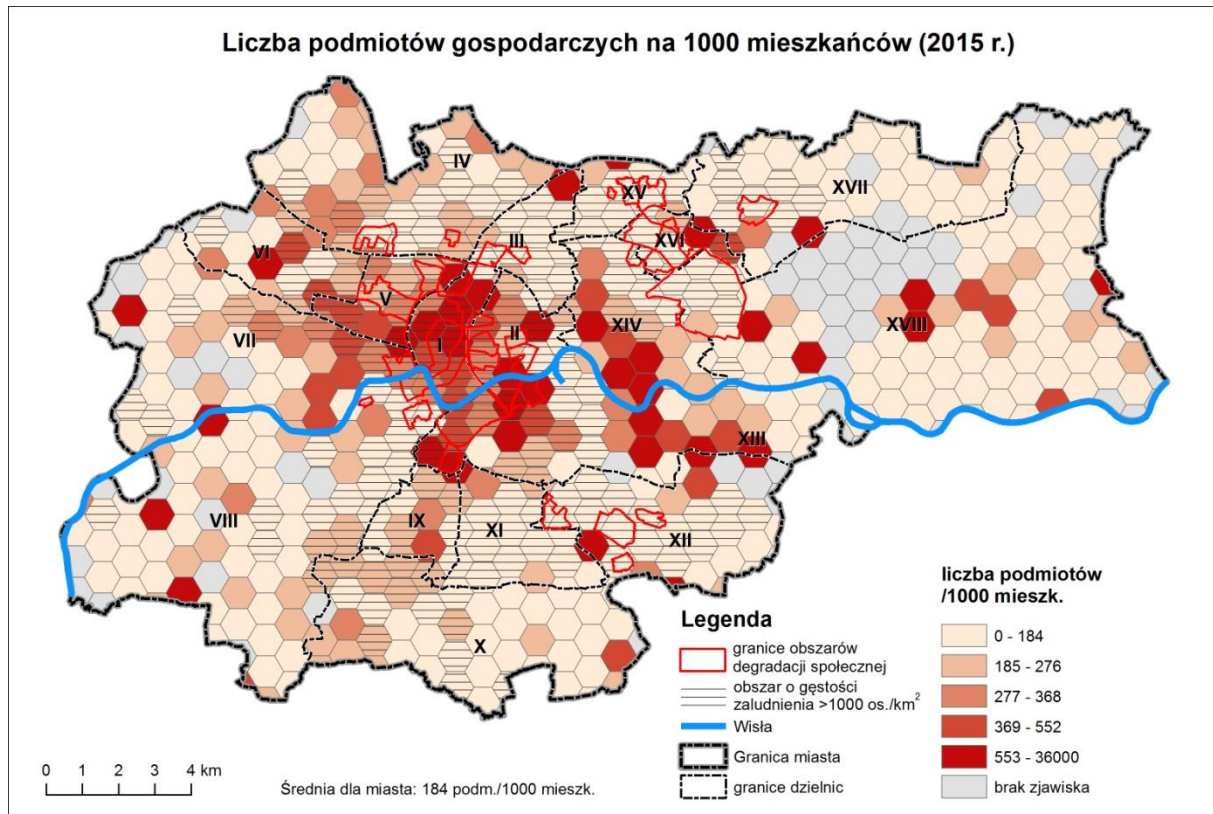 Liczba podmiotów gospodarczych na 1000 mieszkańców (2015 r.)
IV
XV
XVII
III
XVI
VI
V
VII
I
II
XIV
XVIII
XIII
VIII
IX
XI
XII
X
Legenda
granice obszarów
degradacji społecznej
obszar o gęstości
zaludnienia >1000 os./km²
Wisła
Granica miasta
granice dzielnic
liczba podmiotów
/1000 mieszk.
0 - 184
185 - 276
277 - 368
369 - 552
553 - 36000
brak zjawiska
0 1 2 3 4 km
Średnia dla miasta: 184 podm./1000 mieszk.